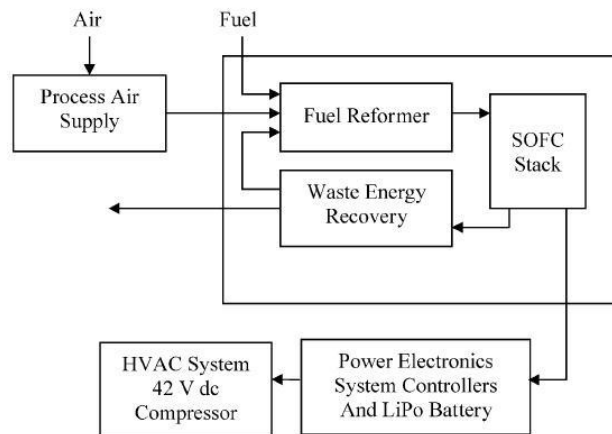 Air
Fuel
Process Air
Supply
Fuel Reformer
SOFC
Stack
Waste Energy
Recovery
HVAC System
42 V dc
Compressor
Power Electronics
System Controllers
And LiPo Battery